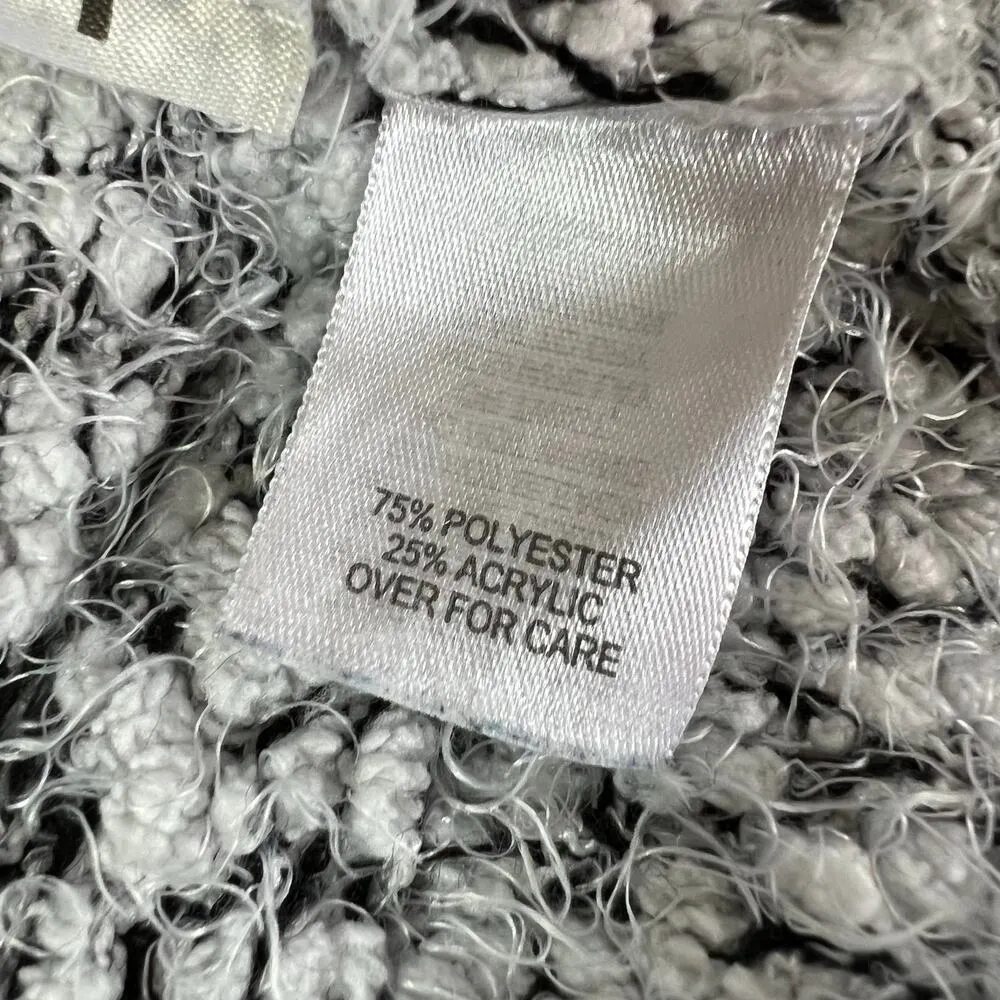 75% POLYESTER
25% ACRYLIC
OVER FOR CARE